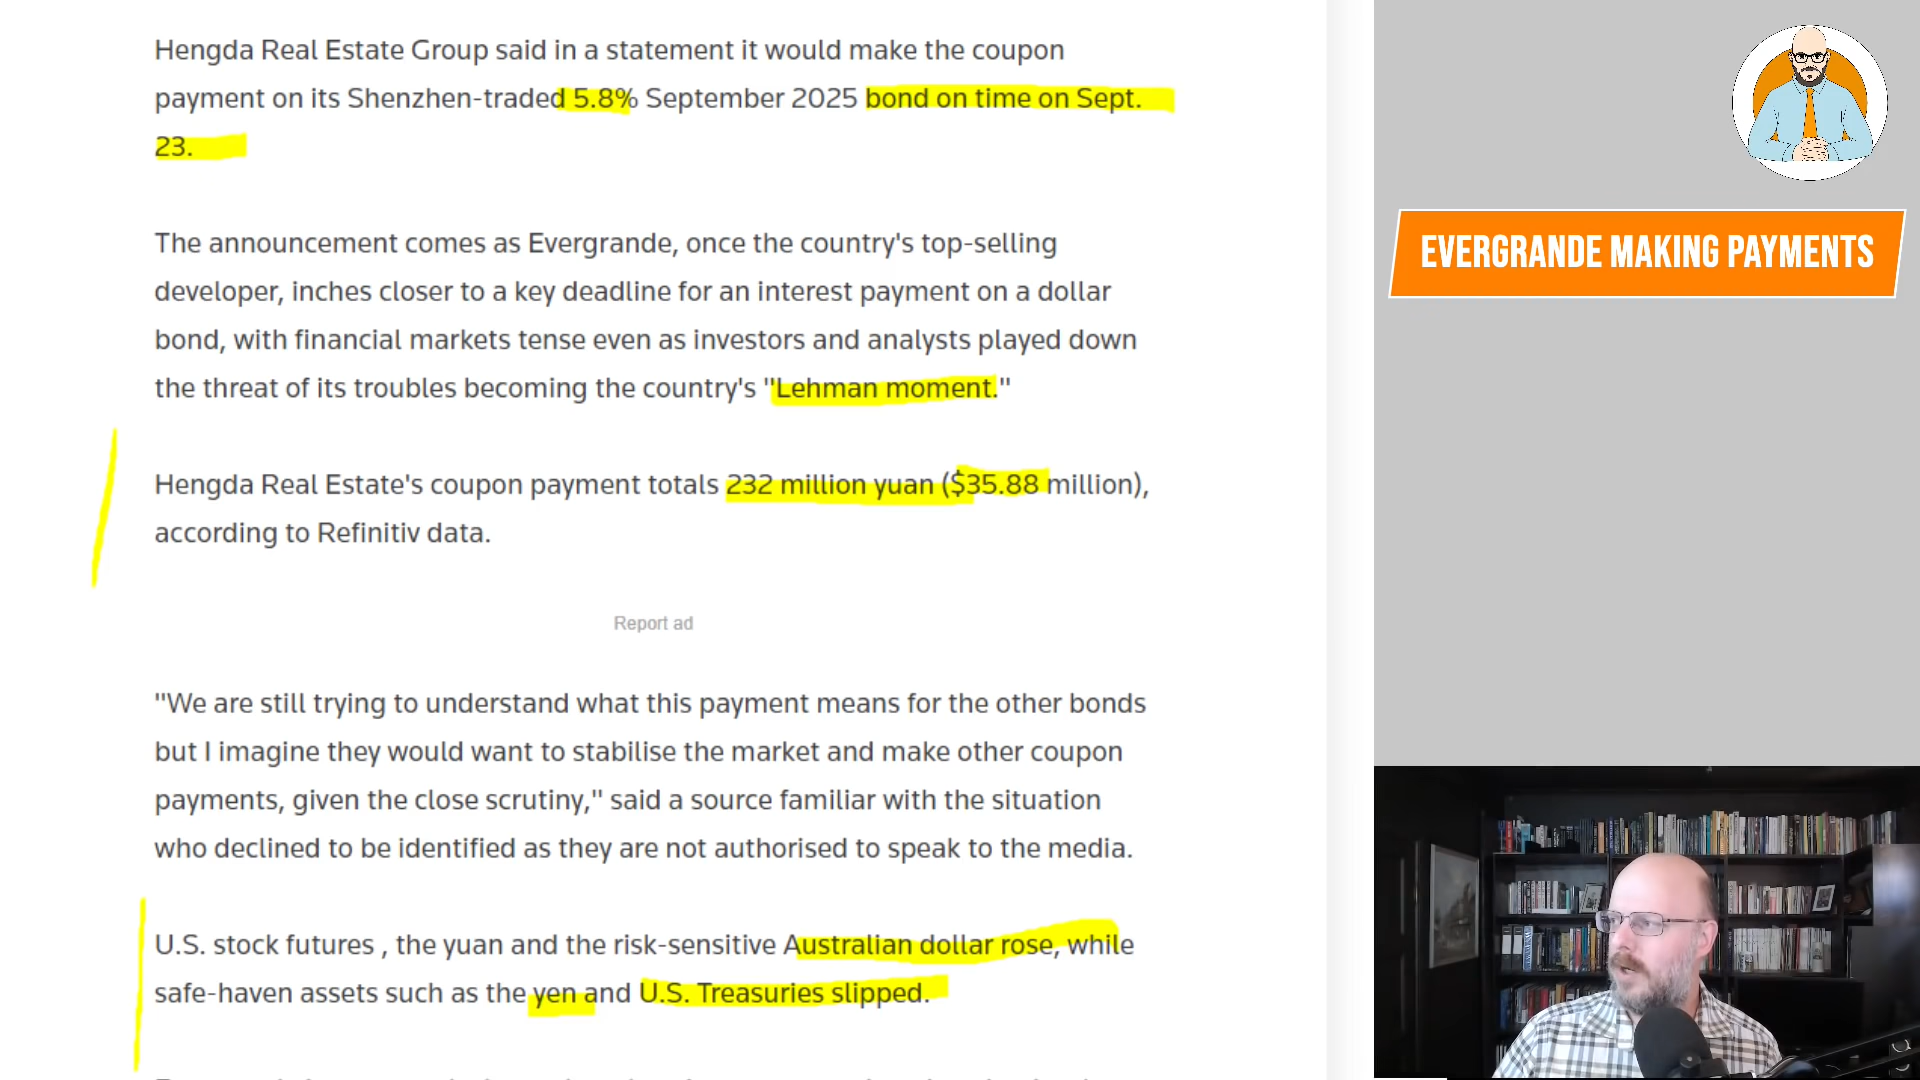 Hengda Real Estate Group said in a statement it would make the coupon
payment on its Shenzhen-traded 5.8% September 2025 bond on time on Sept.
23.
The announcement comes as Evergrande, once the country's top-selling
developer, inches closer to a key deadline for an interest payment on a dollar
bond, with financial markets tense even as investors and analysts played down
the threat of its troubles becoming the country's "Lehman moment."
Hengda Real Estate's coupon payment totals 232 million yuan ($35.88 million),
according to Refinitiv data.
Report ad
"We are still trying to understand what this payment means for the other bonds
but I imagine they would want to stabilise the market and make other coupon
payments, given the close scrutiny," said a source familiar with the situation
who declined to be identified as they are not authorised to speak to the media.
U.S. stock futures , the yuan and the risk-sensitive Australian dollar rose, while
safe-haven assets such as the yen and U.S. Treasuries slipped.
EVERGRANDE MAKING PAYMENTS